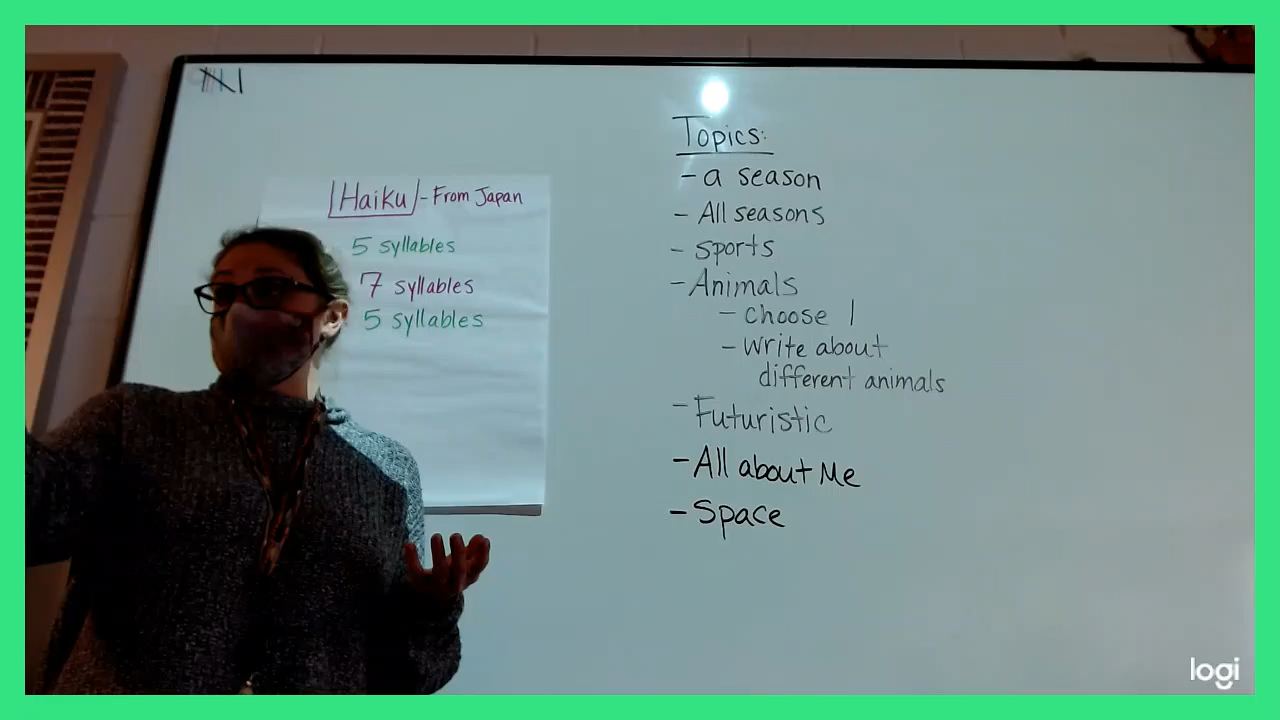 Haiku - From Japan
5 syllables
7 syllables
5 syllables
Topics:
- a season
- All seasons
- sports
- Animals
- choose 1
- write about
different animals
- Futuristic
- All about Me
- Space
logi